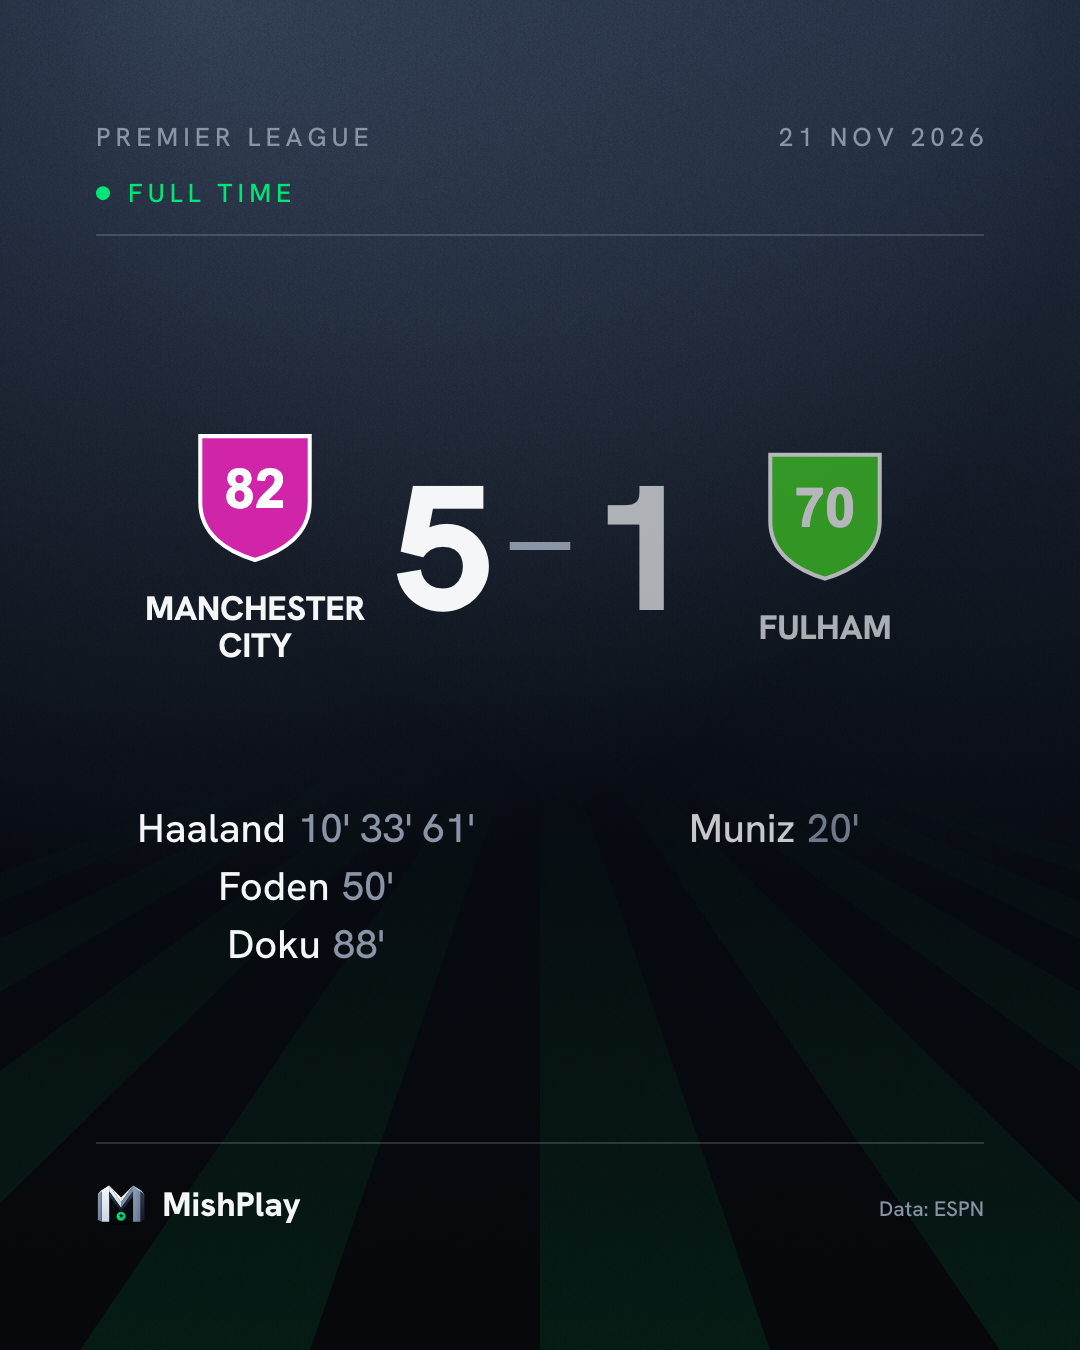 PREMIER LEAGUE
21 NOV 2026
FULL TIME
82
MANCHESTER
CITY
5 – 1
70
FULHAM
Haaland 10' 33' 61'
Foden 50'
Doku 88'
Muniz 20'
MishPlay
Data: ESPN